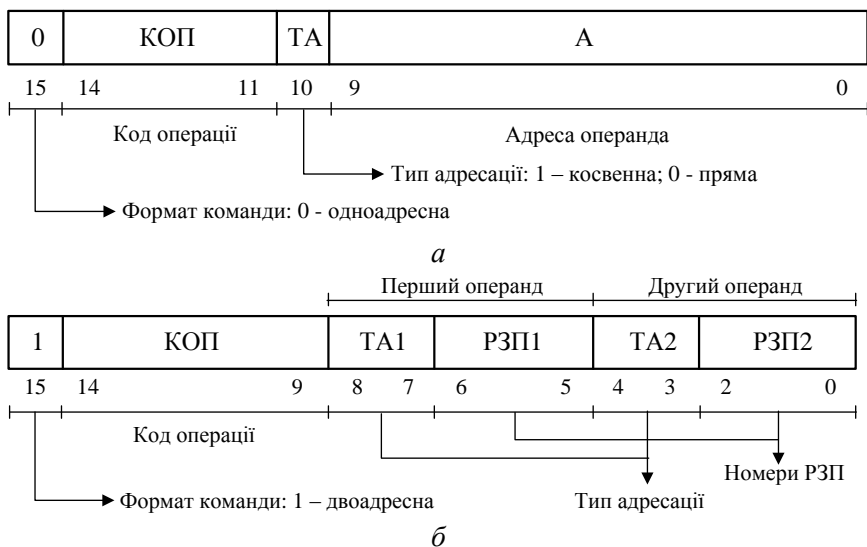 0 КОП ТА А
15 14 11 10 9 0
Код операції Адреса операнда
Тип адресації: 1 – косвенна; 0 - пряма
Формат команди: 0 - одноадресна
а
Перший операнд Другий операнд
1 КОП ТА1 РЗП1 ТА2 РЗП2
15 14 9 8 7 6 5 4 3 2 0
Код операції
Номери РЗП
Формат команди: 1 – двоадресна Тип адресації
б